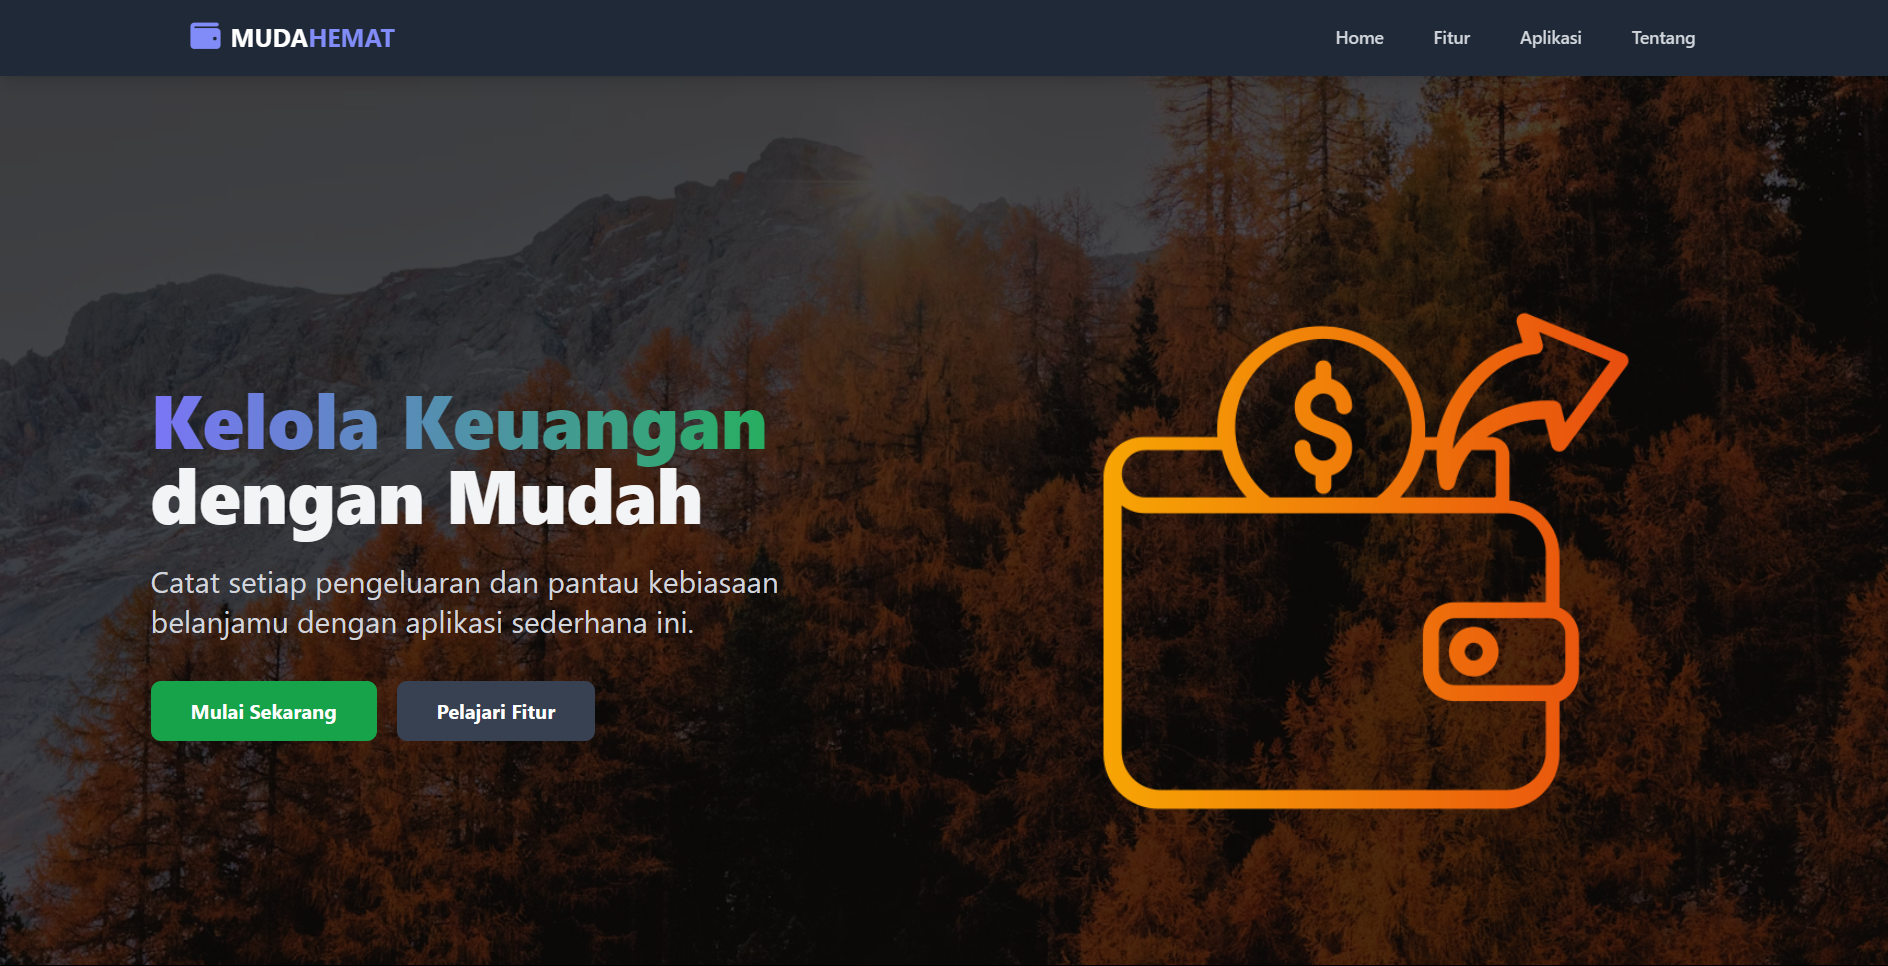 MUDAHEMAT
Home
Fitur
Aplikasi
Tentang
Kelola Keuangan
dengan Mudah
Catat setiap pengeluaran dan pantau kebiasaan
belanjamu dengan aplikasi sederhana ini.
Mulai Sekarang
Pelajari Fitur
$